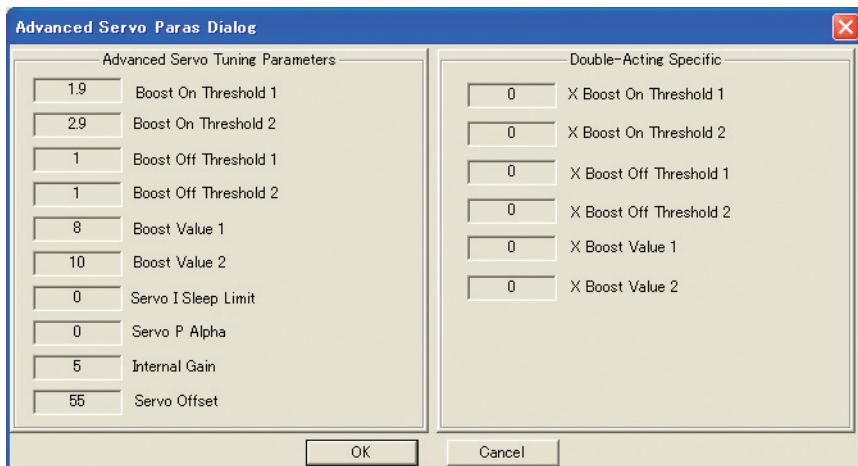 Advanced Servo Paras Dialog
Advanced Servo Tuning Parameters
1.9 Boost On Threshold 1
2.9 Boost On Threshold 2
1 Boost Off Threshold 1
1 Boost Off Threshold 2
8 Boost Value 1
10 Boost Value 2
0 Servo I Sleep Limit
0 Servo P Alpha
5 Internal Gain
55 Servo Offset
Double-Acting Specific
0 X Boost On Threshold 1
0 X Boost On Threshold 2
0 X Boost Off Threshold 1
0 X Boost Off Threshold 2
0 X Boost Value 1
0 X Boost Value 2
OK Cancel